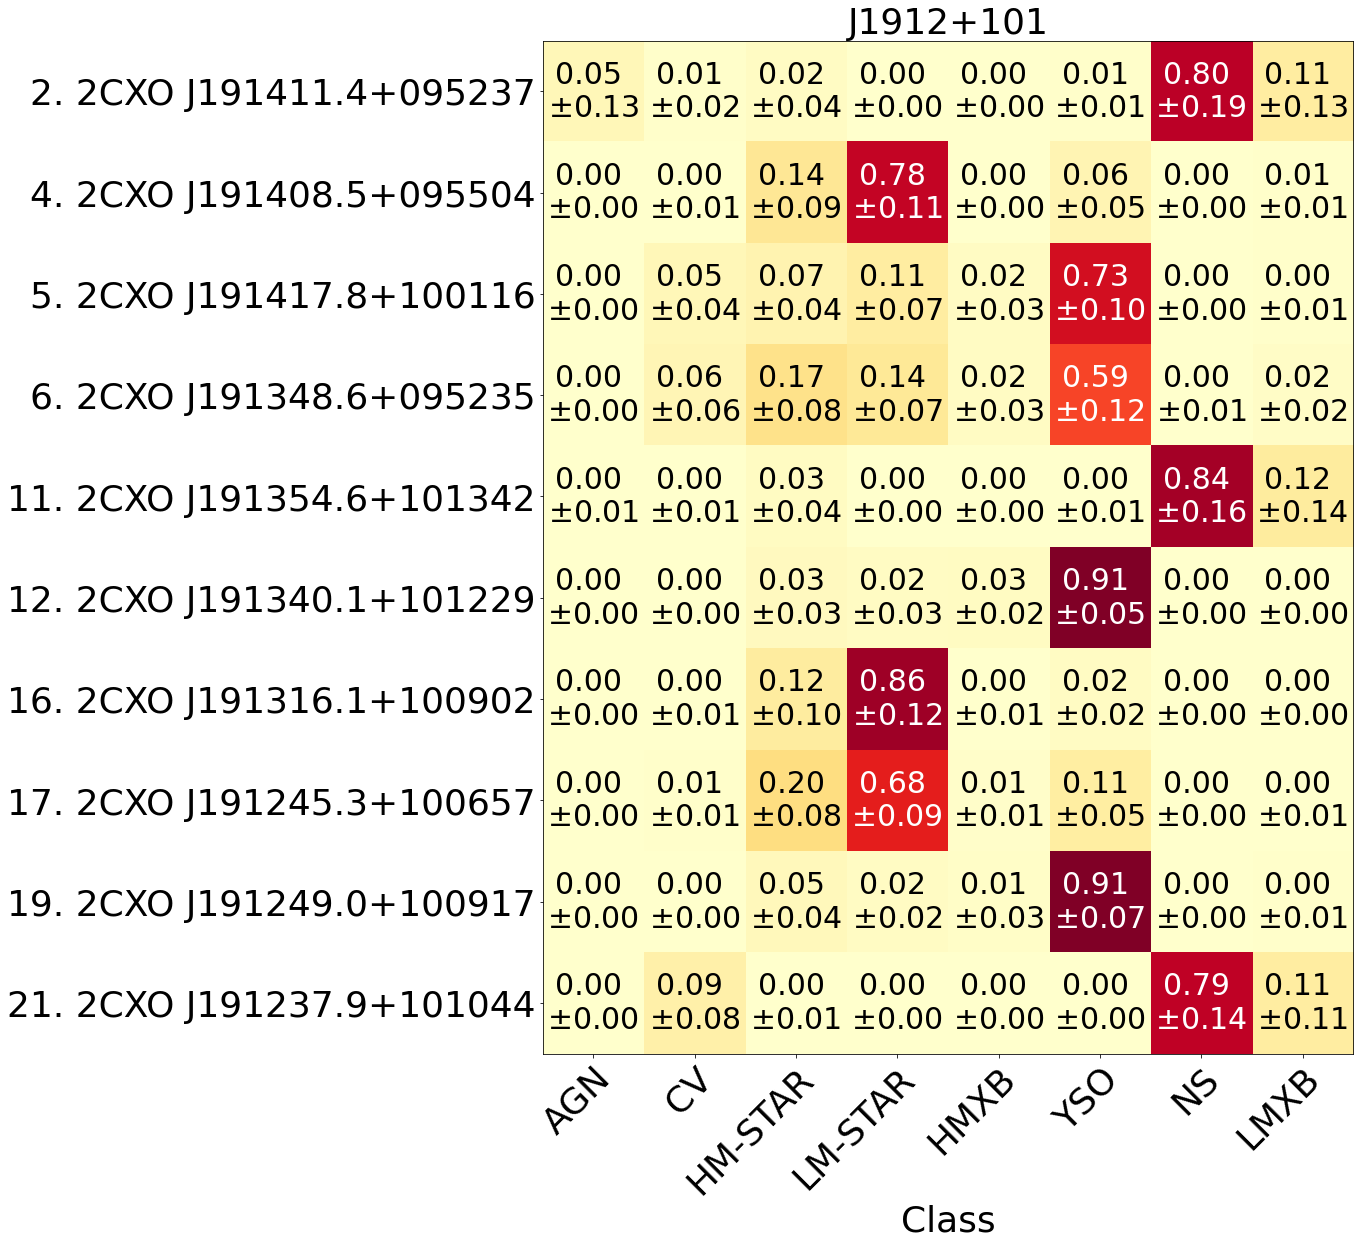 J1912+101
2. 2CXO J191411.4+095237 0.05 0.01 0.02 0.00 0.00 0.01 0.80 0.11
±0.13 ±0.02 ±0.04 ±0.00 ±0.00 ±0.01 ±0.19 ±0.13
4. 2CXO J191408.5+095504 0.00 0.00 0.14 0.78 0.00 0.06 0.00 0.01
±0.00 ±0.01 ±0.09 ±0.11 ±0.00 ±0.05 ±0.00 ±0.01
5. 2CXO J191417.8+100116 0.00 0.05 0.07 0.11 0.02 0.73 0.00 0.00
±0.00 ±0.04 ±0.04 ±0.07 ±0.03 ±0.10 ±0.00 ±0.01
6. 2CXO J191348.6+095235 0.00 0.06 0.17 0.14 0.02 0.59 0.00 0.02
±0.00 ±0.06 ±0.08 ±0.07 ±0.03 ±0.12 ±0.01 ±0.02
11. 2CXO J191354.6+101342 0.00 0.00 0.03 0.00 0.00 0.00 0.84 0.12
±0.01 ±0.01 ±0.04 ±0.00 ±0.00 ±0.01 ±0.16 ±0.14
12. 2CXO J191340.1+101229 0.00 0.00 0.03 0.02 0.03 0.91 0.00 0.00
±0.00 ±0.00 ±0.03 ±0.03 ±0.02 ±0.05 ±0.00 ±0.00
16. 2CXO J191316.1+100902 0.00 0.00 0.12 0.86 0.00 0.02 0.00 0.00
±0.00 ±0.01 ±0.10 ±0.12 ±0.01 ±0.02 ±0.00 ±0.00
17. 2CXO J191245.3+100657 0.00 0.01 0.20 0.68 0.01 0.11 0.00 0.00
±0.00 ±0.01 ±0.08 ±0.09 ±0.01 ±0.05 ±0.00 ±0.01
19. 2CXO J191249.0+100917 0.00 0.00 0.05 0.02 0.01 0.91 0.00 0.00
±0.00 ±0.00 ±0.04 ±0.02 ±0.03 ±0.07 ±0.00 ±0.01
21. 2CXO J191237.9+101044 0.00 0.09 0.00 0.00 0.00 0.00 0.79 0.11
±0.00 ±0.08 ±0.01 ±0.00 ±0.00 ±0.00 ±0.14 ±0.11
AGN CV HM-STAR LM-STAR HMXB YSO NS LMXB
Class